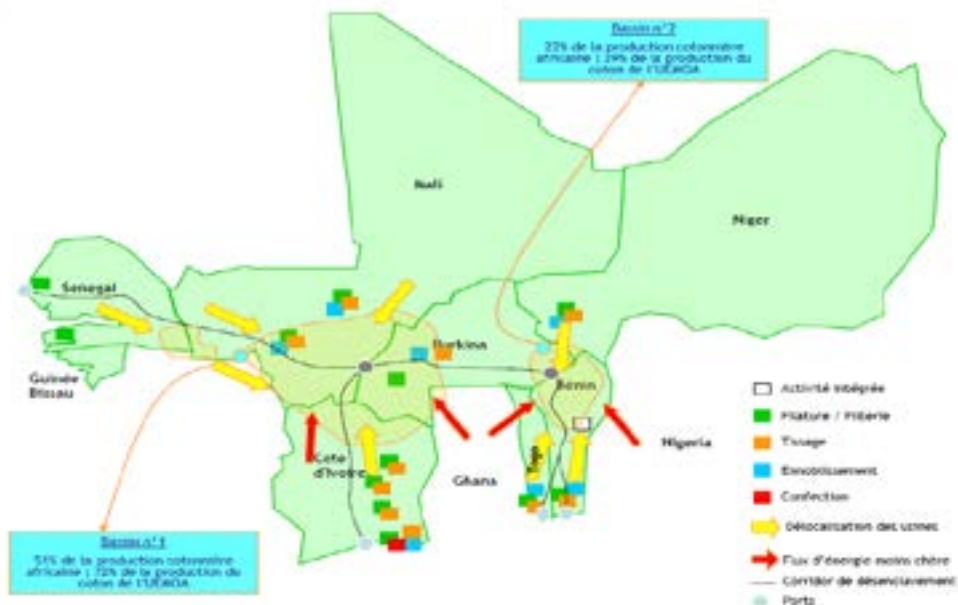 Bassin n°2
22% de la production cotonnière
africaine : 29% de la production du
coton de l'UEMOA
Mali
Niger
Senegal
Burkina
Guinée
Bissau
Benin
Cote
d'Ivoire
Ghana
Togo
Nigeria
Activité intégrée
Filature / Filterie
Tissage
Ennoblissement
Confection
Délocalisation des usines
Flux d'énergie moins chère
Corridor de désenclavement
Ports
Bassin n°1
de la production cotonnière
africaine : 72% de la production du
coton de l'UEMOA